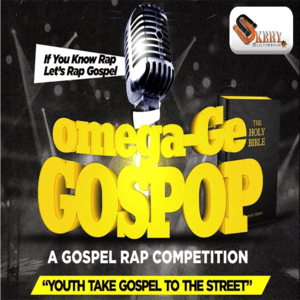 If You Know Rap
Let's Rap Gospel
omega-Ge
GOSPOP
THE
HOLY
BIBLE
A GOSPEL RAP COMPETITION
"YOUTH TAKE GOSPEL TO THE STREET"